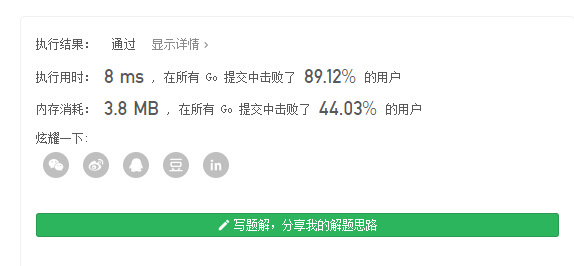 执行结果： 通过 显示详情 ›
执行用时： 8 ms ，在所有 Go 提交中击败了 89.12% 的用户
内存消耗： 3.8 MB ，在所有 Go 提交中击败了 44.03% 的用户
炫耀一下:
豆 in
写题解，分享我的解题思路